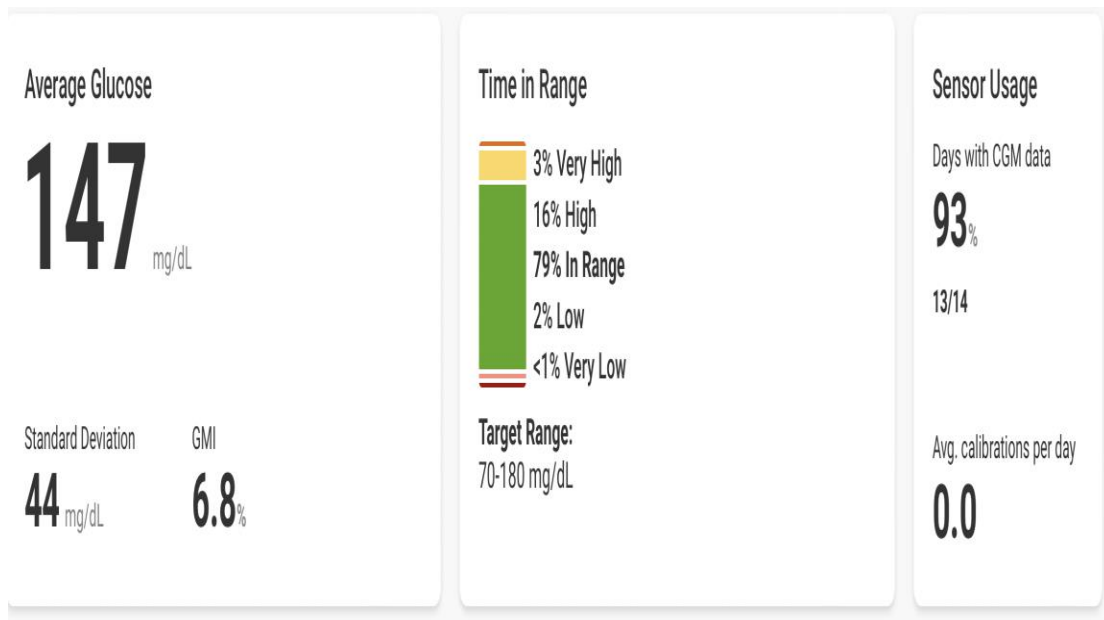 Average Glucose
147 mg/dL
Standard Deviation
44 mg/dL
GMI
6.8%
Time in Range
3% Very High
16% High
79% In Range
2% Low
<1% Very Low
Target Range:
70-180 mg/dL
Sensor Usage
Days with CGM data
93%
13/14
Avg. calibrations per day
0.0